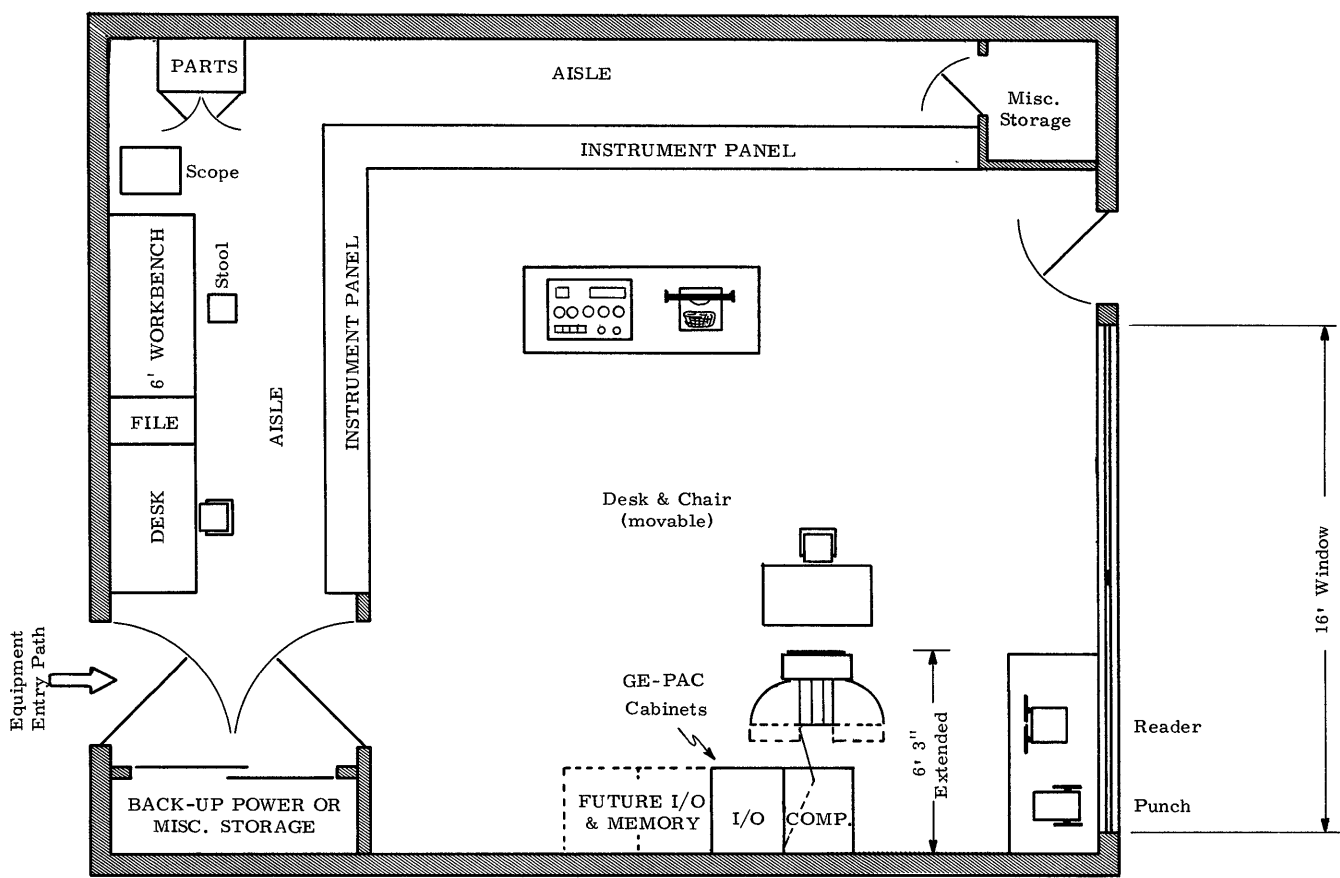 PARTS
AISLE
Misc.
Storage
INSTRUMENT PANEL
Scope
6' WORKBENCH
Stool
INSTRUMENT PANEL
AISLE
FILE
DESK
Desk & Chair
(movable)
16' Window
Equipment
Entry Path
GE-PAC
Cabinets
6' 3"
Extended
Reader
Punch
BACK-UP POWER OR
MISC. STORAGE
FUTURE I/O
& MEMORY
I/O
COMP.